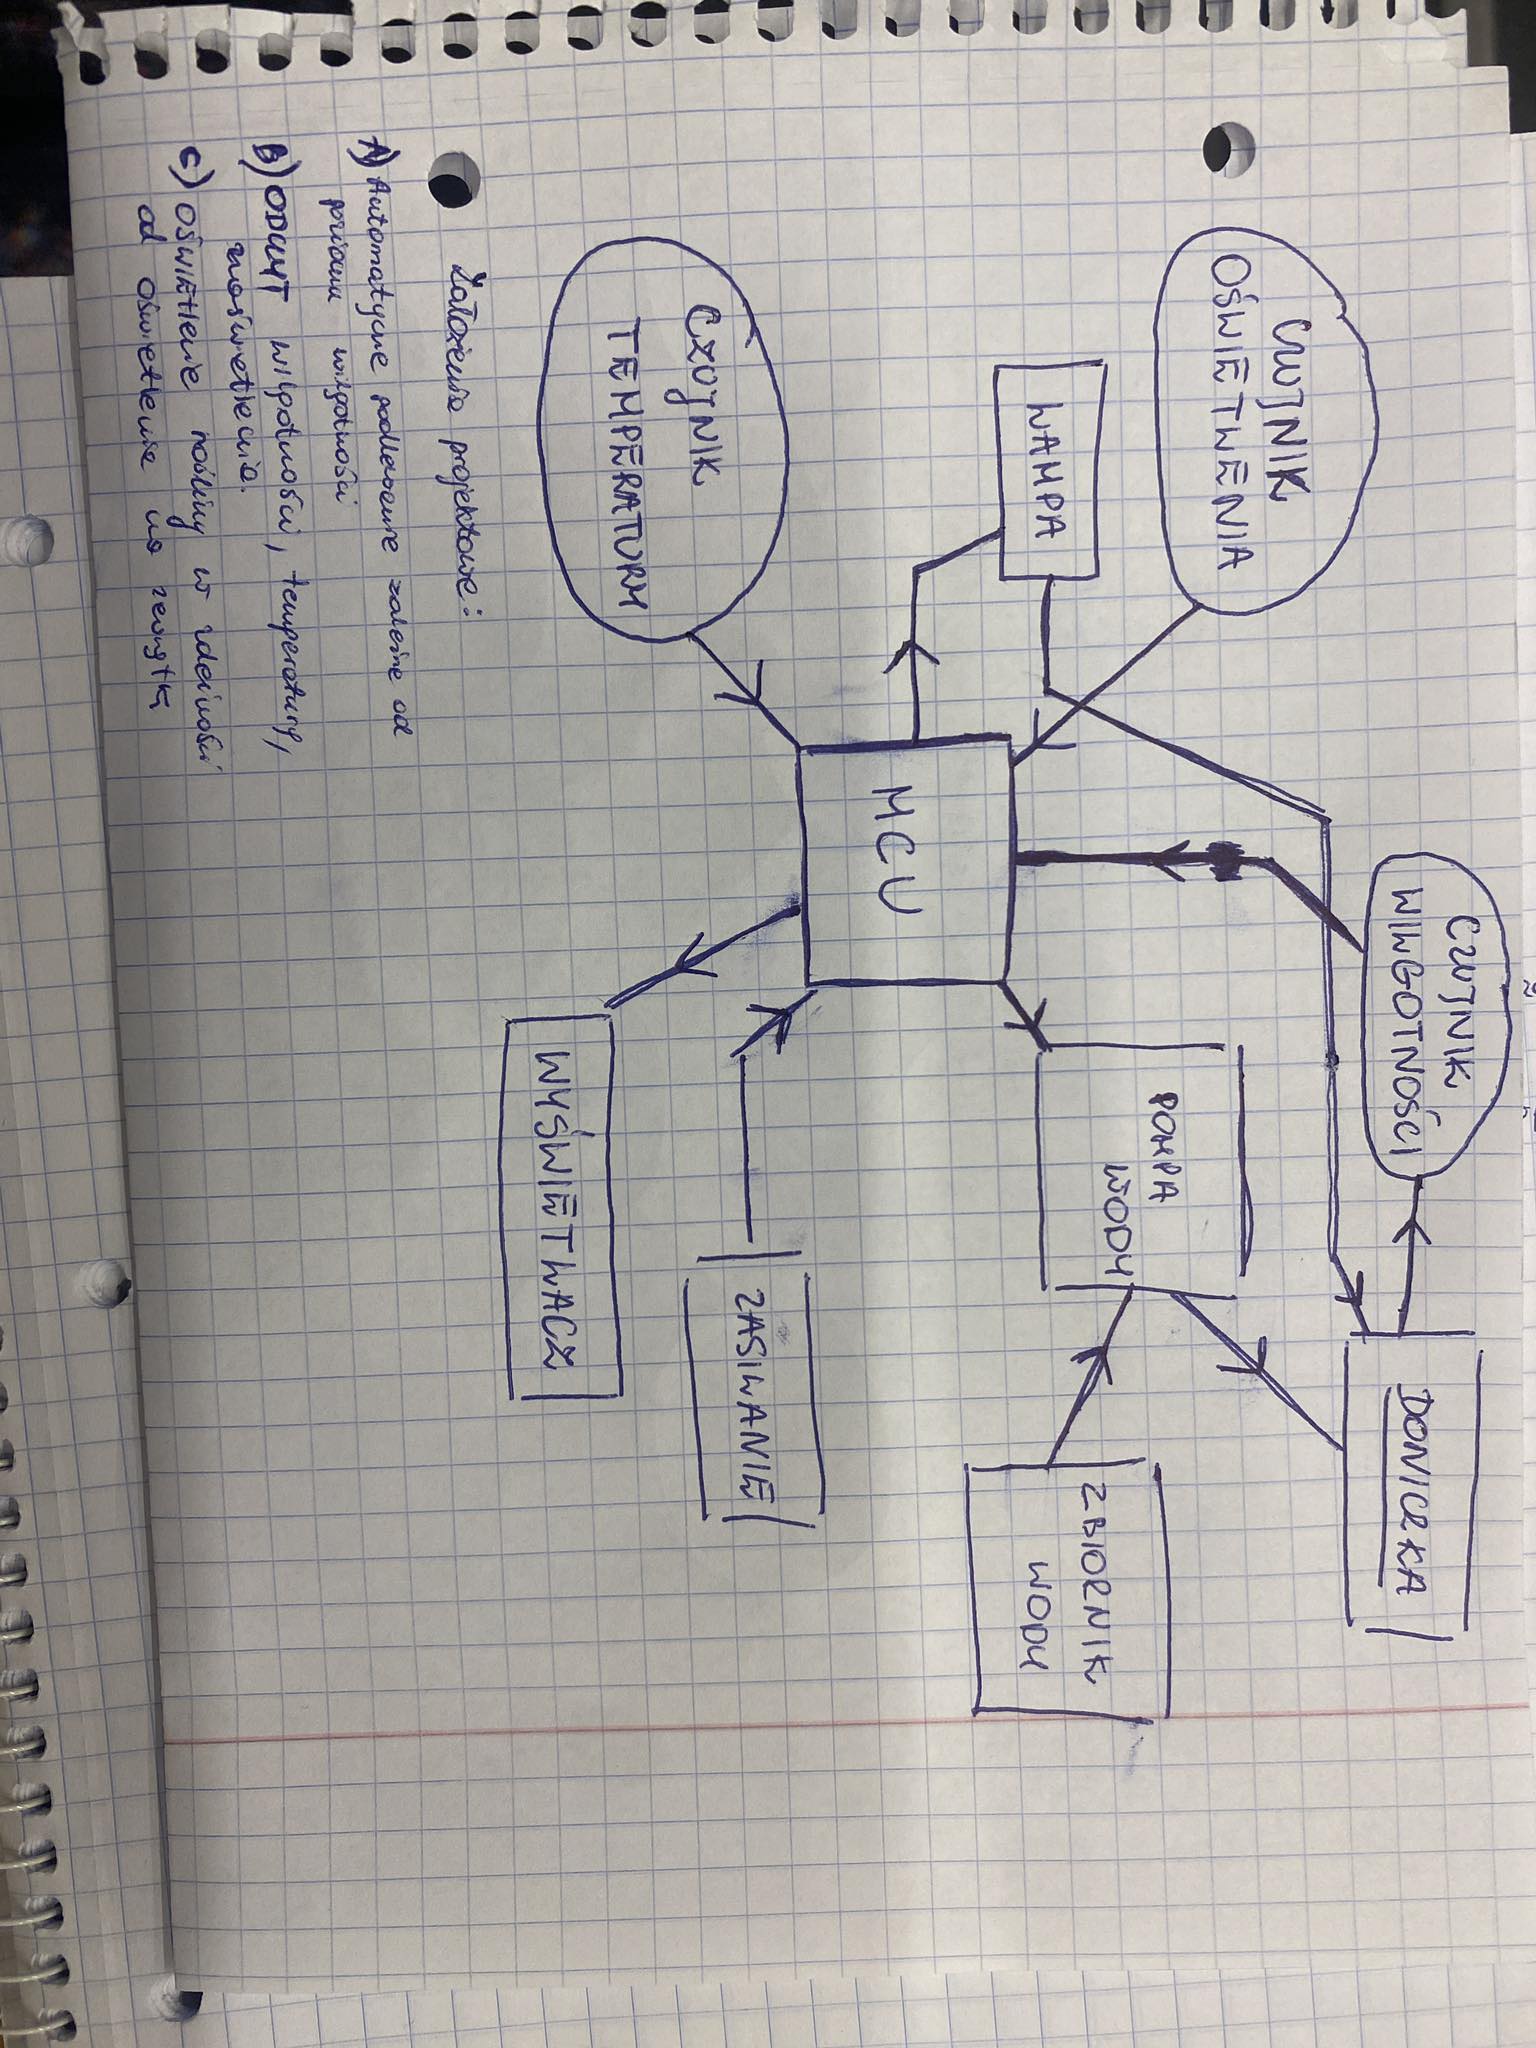 CZUJNIK
OŚWIETLENIA
LAMPA
CZUJNIK
TEMPERATURY
MCU
CZUJNIK
WILGOTNOŚCI
POMPA
WODY
DONICZKA
ZBIORNIK
WODY
ZASILANIE
WYŚWIETLACZ
Założenia projektowe:
A) Automatyczne podlewanie zależne od
poziomu wilgotności
B) ODCZYT wilgotności, temperatury,
naświetlenia.
C) OŚWIETLENIE rośliny w zależności
od oświetlenia na zewnątrz